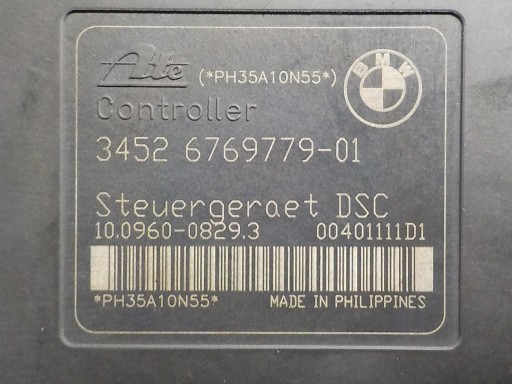 Ate (*PH35A10N55*) BMW
Controller
3452 6769779-01
Steuergeraet DSC
10.0960-0829.3 00401111D1
*PH35A10N55* MADE IN PHILIPPINES